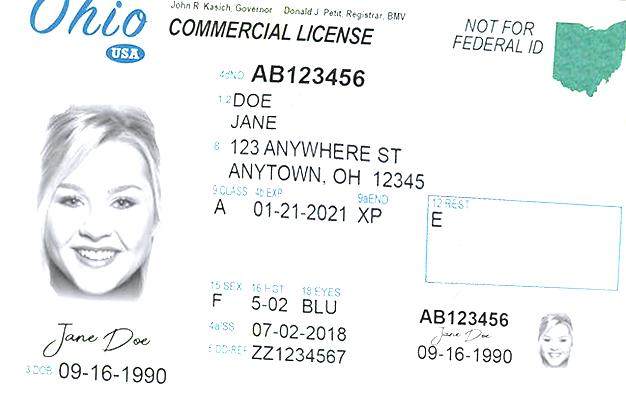 Ohio
USA
John R. Kasich, Governor Donald J. Petit, Registrar, BMV
COMMERCIAL LICENSE
NOT FOR
FEDERAL ID
4d NO AB123456
1,2 DOE
JANE
8 123 ANYWHERE ST
ANYTOWN, OH 12345
9 CLASS 4b EXP 9a END 12 REST
A 01-21-2021 XP E
15 SEX 16 HGT 18 EYES
F 5-02 BLU
4a ISS 07-02-2018
5 DD-REF ZZ1234567
Jane Doe
3 DOB 09-16-1990
AB123456
Jane Doe
09-16-1990